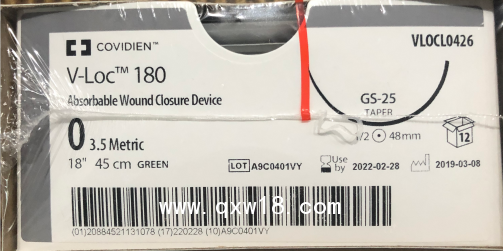 COVIDIEN™
VLOCL0426
V-Loc™ 180
Absorbable Wound Closure Device
GS-25
TAPER
0 3.5 Metric
1/2 48mm
12
18" 45 cm GREEN
LOT A9C0401VY
Use by 2022-02-28
2019-03-08
www.qxw18.com
(01)20884521131078 (17)220228 (10)A9C0401VY